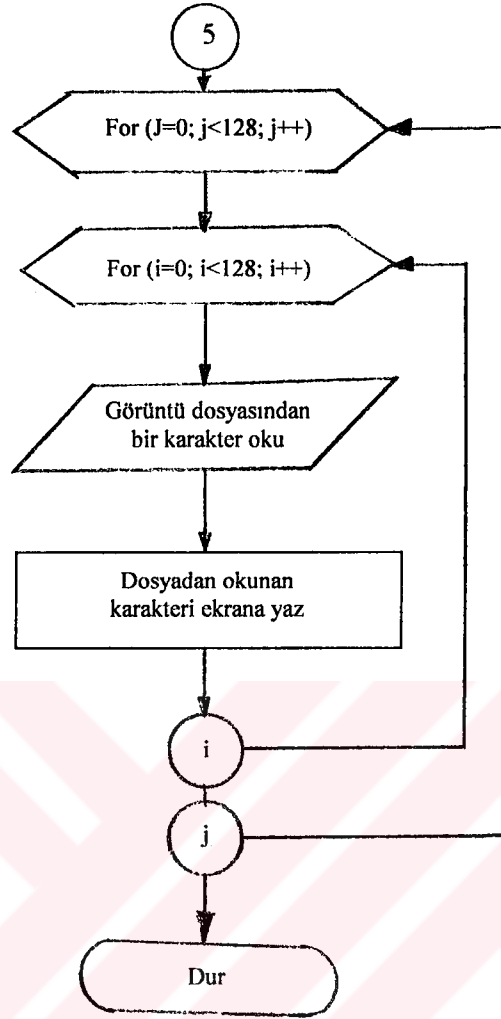 5
For (J=0; j<128; j++)
For (i=0; i<128; i++)
Görüntü dosyasından
bir karakter oku
Dosyadan okunan
karakteri ekrana yaz
i
j
Dur